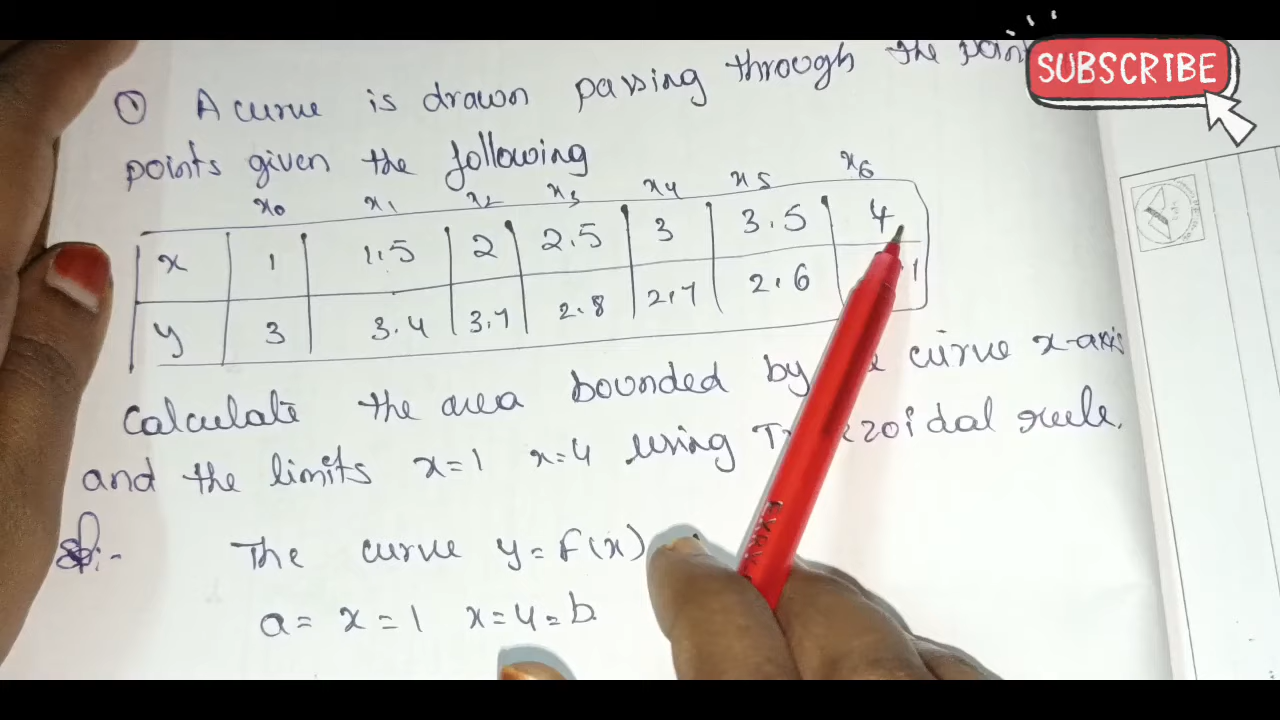 ① A curve is drawn passing through the point
SUBSCRIBE
points given the following
x0 x1 x2 x3 x4 x5 x6
x 1 1.5 2 2.5 3 3.5 4
y 3 3.4 3.7 2.8 2.7 2.6 .1
Calculate the area bounded by curve x-axis
and the limits x=1 x=4 using zoidal rule.
Sol:-  The curve y=f(x)
a= x=1 x=4=b